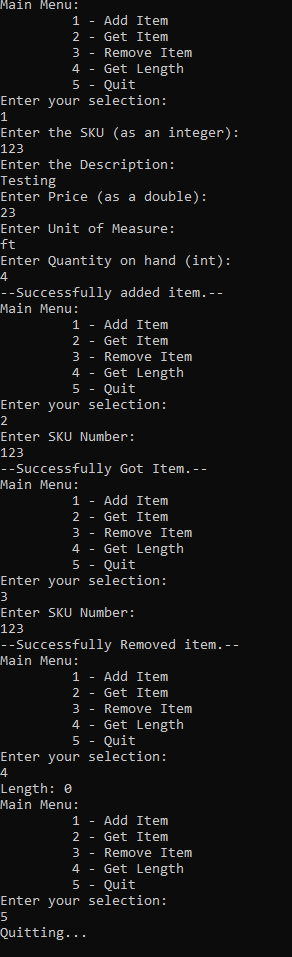 Main Menu:
1 - Add Item
2 - Get Item
3 - Remove Item
4 - Get Length
5 - Quit
Enter your selection:
1
Enter the SKU (as an integer):
123
Enter the Description:
Testing
Enter Price (as a double):
23
Enter Unit of Measure:
ft
Enter Quantity on hand (int):
4
--Successfully added item.--
Main Menu:
1 - Add Item
2 - Get Item
3 - Remove Item
4 - Get Length
5 - Quit
Enter your selection:
2
Enter SKU Number:
123
--Successfully Got Item.--
Main Menu:
1 - Add Item
2 - Get Item
3 - Remove Item
4 - Get Length
5 - Quit
Enter your selection:
3
Enter SKU Number:
123
--Successfully Removed item.--
Main Menu:
1 - Add Item
2 - Get Item
3 - Remove Item
4 - Get Length
5 - Quit
Enter your selection:
4
Length: 0
Main Menu:
1 - Add Item
2 - Get Item
3 - Remove Item
4 - Get Length
5 - Quit
Enter your selection:
5
Quitting...